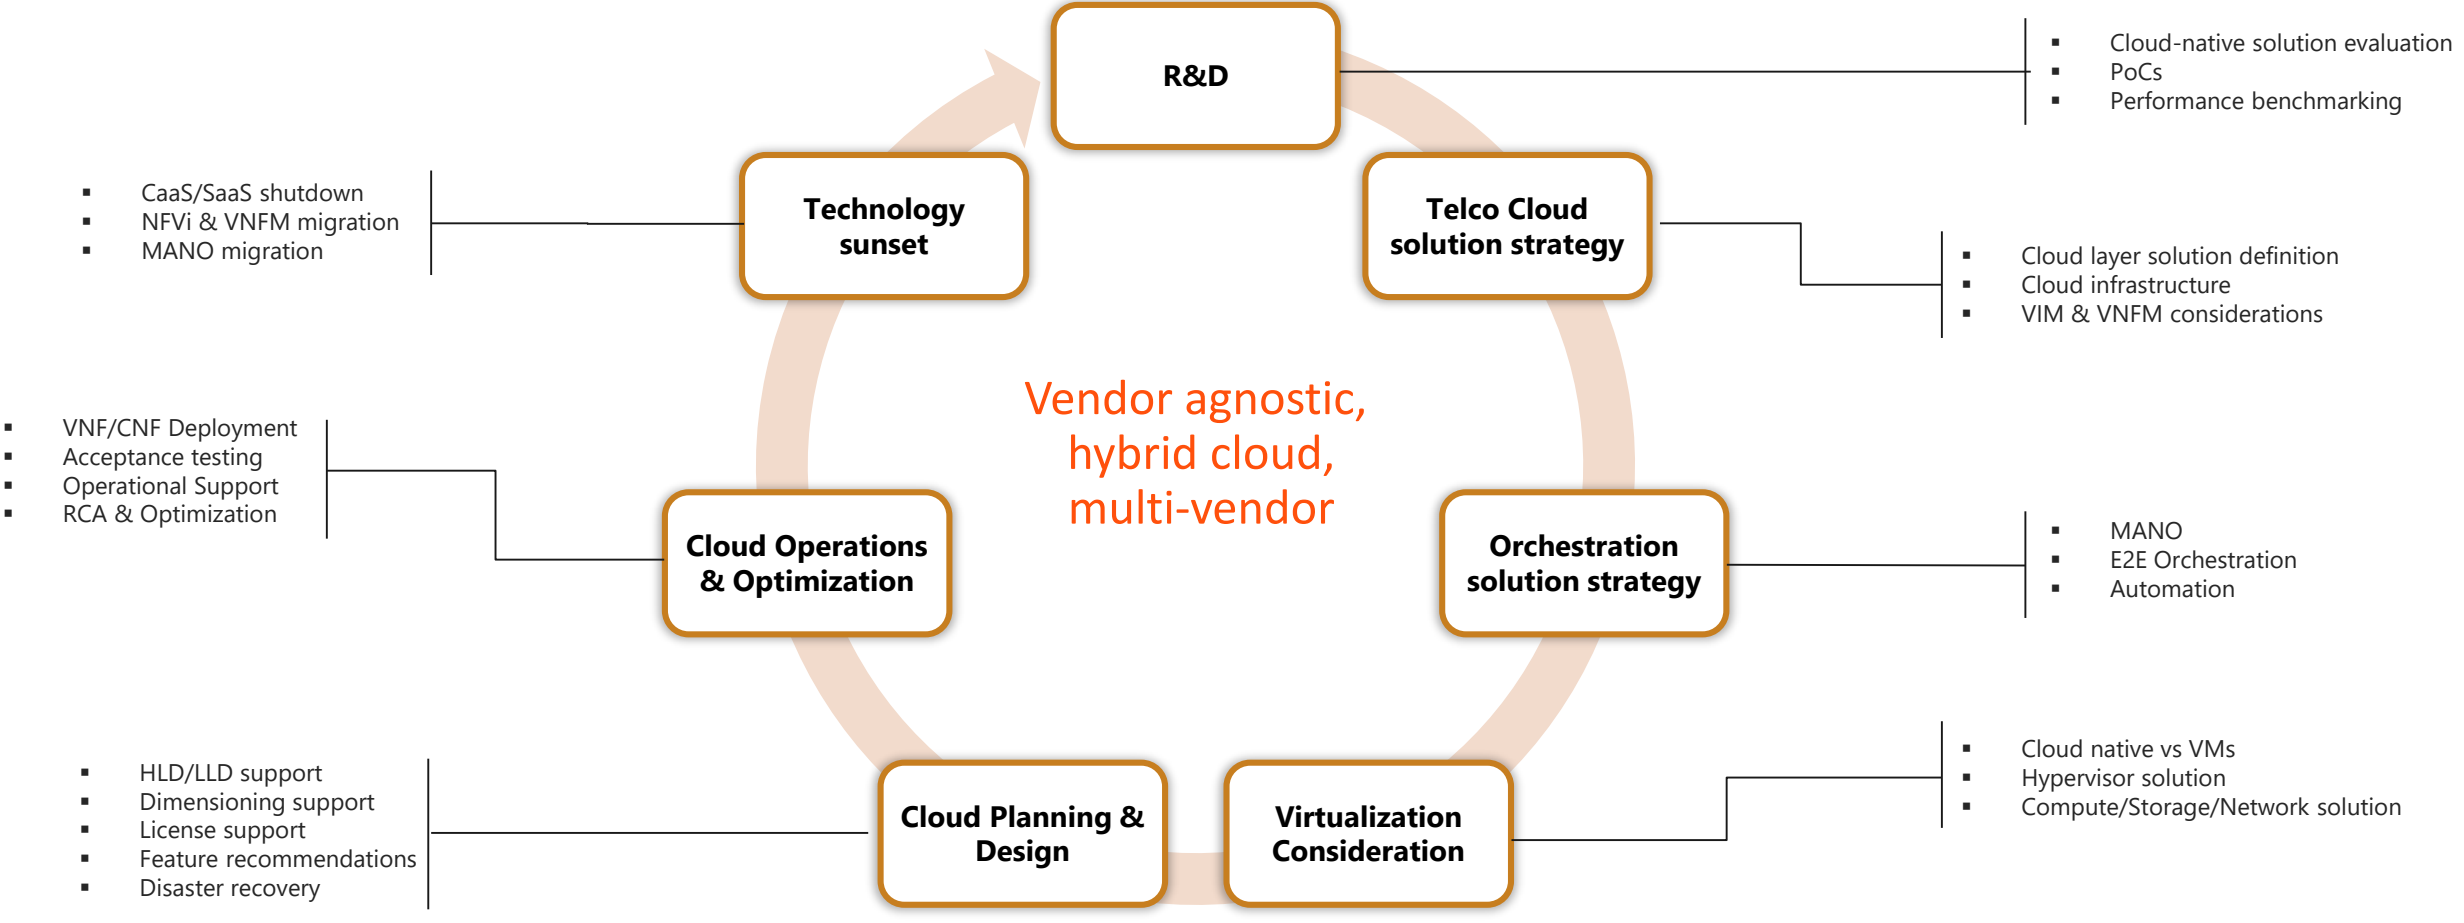 R&D
Cloud-native solution evaluation
PoCs
Performance benchmarking
Telco Cloud
solution strategy
Cloud layer solution definition
Cloud infrastructure
VIM & VNFM considerations
Orchestration
solution strategy
MANO
E2E Orchestration
Automation
Virtualization
Consideration
Cloud native vs VMs
Hypervisor solution
Compute/Storage/Network solution
Cloud Planning &
Design
HLD/LLD support
Dimensioning support
License support
Feature recommendations
Disaster recovery
Cloud Operations
& Optimization
VNF/CNF Deployment
Acceptance testing
Operational Support
RCA & Optimization
Technology
sunset
CaaS/SaaS shutdown
NFVi & VNFM migration
MANO migration
Vendor agnostic,
hybrid cloud,
multi-vendor